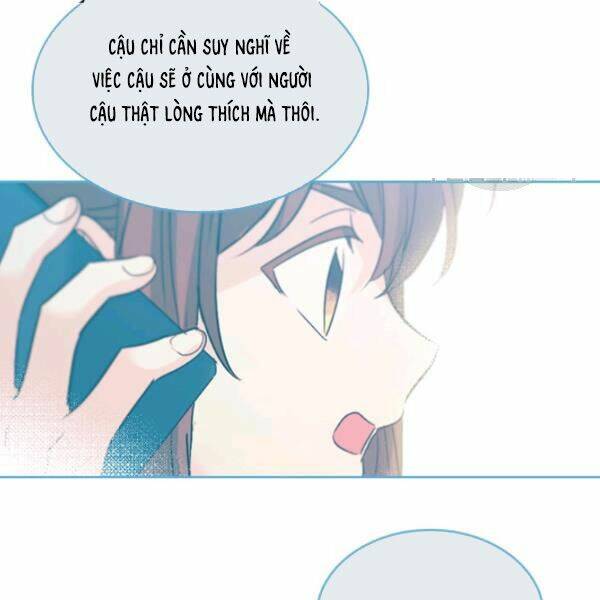 CẬU CHỈ CẦN SUY NGHĨ VỀ
VIỆC CẬU SẼ Ở CÙNG VỚI NGƯỜI
CẬU THẬT LÒNG THÍCH MÀ THÔI.